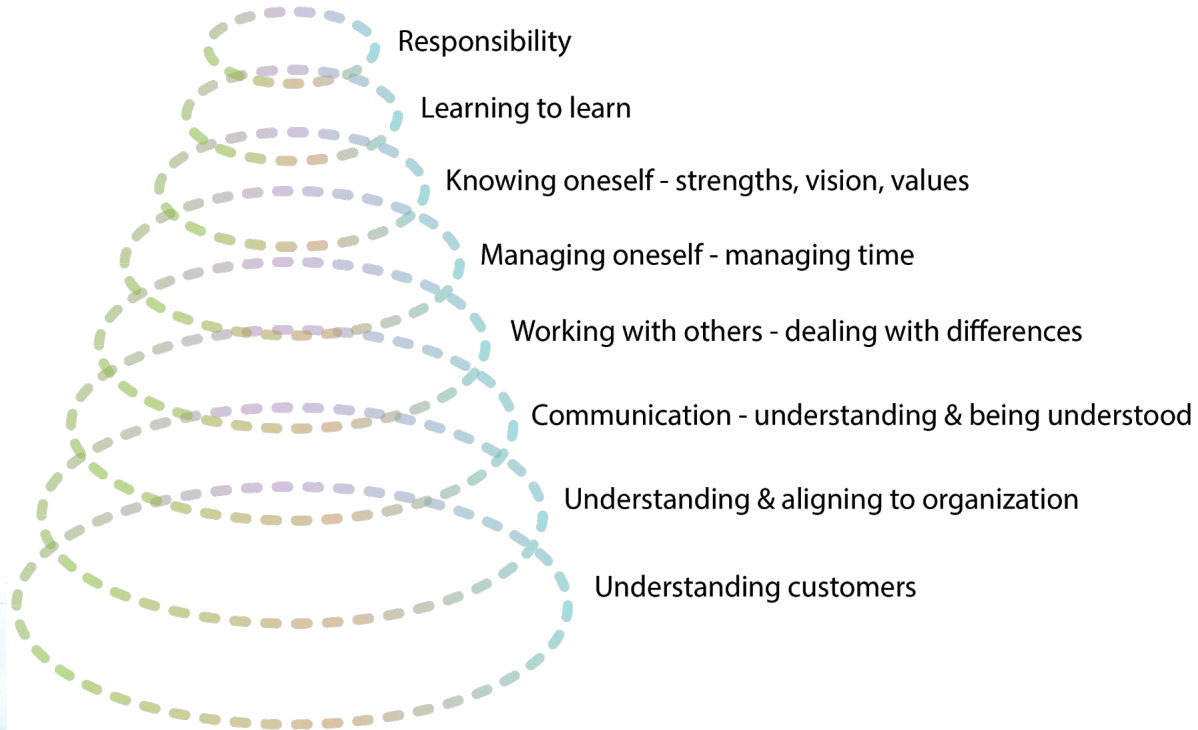 Responsibility
Learning to learn
Knowing oneself - strengths, vision, values
Managing oneself - managing time
Working with others - dealing with differences
Communication - understanding & being understood
Understanding & aligning to organization
Understanding customers